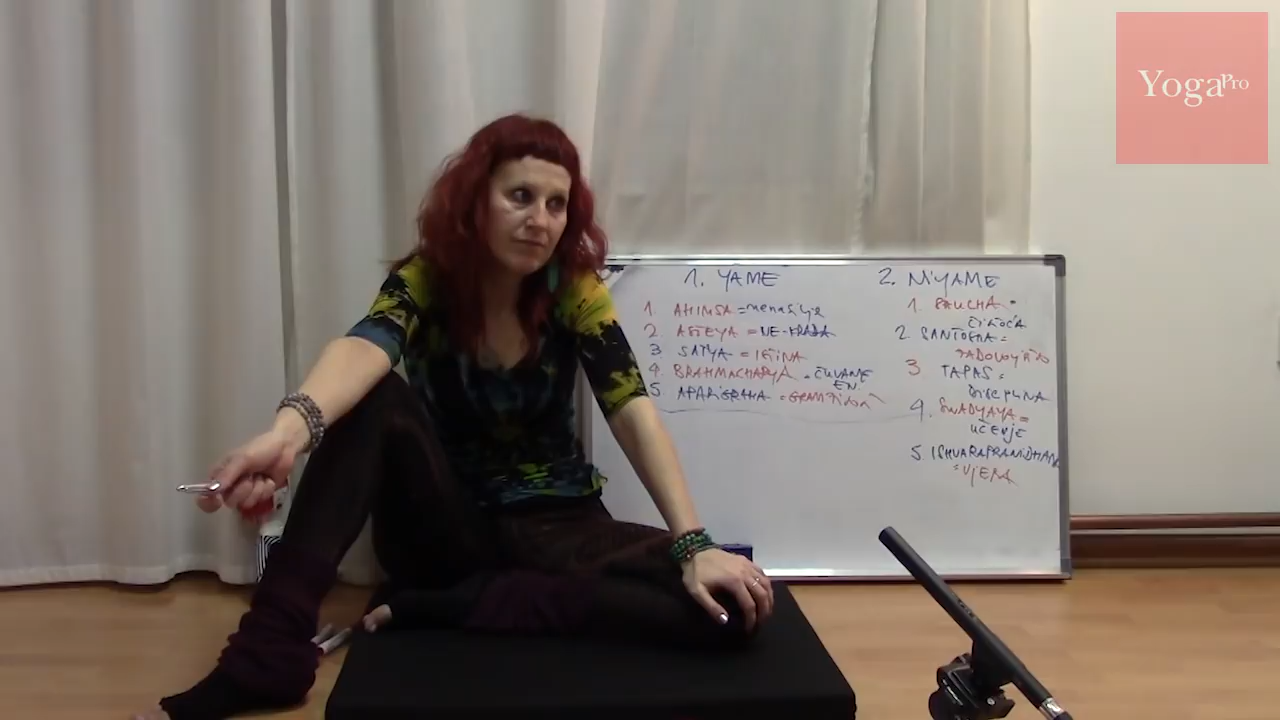 YogaPro
1. YAME
1. AHIMSA = nenasilje
2. ASTEYA = NE-KRAĐA
3. SATYA = ISTINA
4. BRAHMACHARYA = ČUVANJE
EN.
5. APARIGRAHA =
2. NIYAME
1. SAUCHA =
ČISTOĆA
2. SANTOSHA =
ZADOVOLJSTVO
3. TAPAS =
DISCIPLINA
4. SWADYAYA =
UČENJE
5. ISHVARAPRANIDHANA
= VJERA